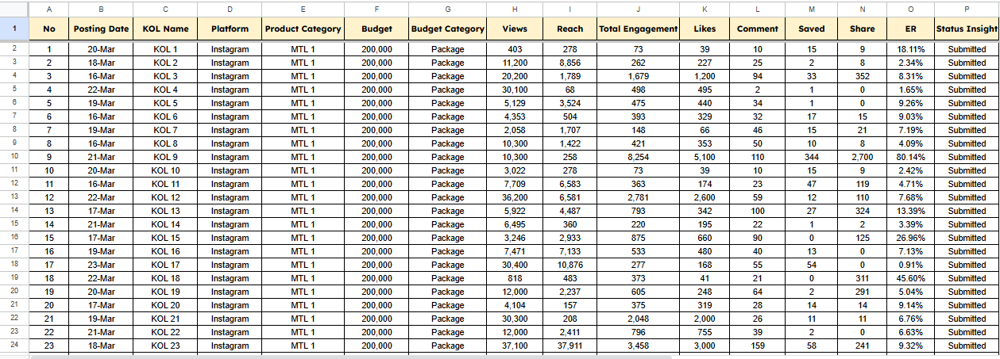 A B C D E F G H I J K L M N O P
1 No Posting Date KOL Name Platform Product Category Budget Budget Category Views Reach Total Engagement Likes Comment Saved Share ER Status Insight
2 1 20-Mar KOL 1 Instagram MTL 1 200,000 Package 403 278 73 39 10 15 9 18.11% Submitted
3 2 18-Mar KOL 2 Instagram MTL 1 200,000 Package 11,200 8,856 262 227 25 2 8 2.34% Submitted
4 3 16-Mar KOL 3 Instagram MTL 1 200,000 Package 20,200 1,789 1,679 1,200 94 33 352 8.31% Submitted
5 4 22-Mar KOL 4 Instagram MTL 1 200,000 Package 30,100 68 498 495 2 1 0 1.65% Submitted
6 5 19-Mar KOL 5 Instagram MTL 1 200,000 Package 5,129 3,524 475 440 34 1 0 9.26% Submitted
7 6 16-Mar KOL 6 Instagram MTL 1 200,000 Package 4,353 504 393 329 32 17 15 9.03% Submitted
8 7 19-Mar KOL 7 Instagram MTL 1 200,000 Package 2,058 1,707 148 66 46 15 21 7.19% Submitted
9 8 16-Mar KOL 8 Instagram MTL 1 200,000 Package 10,300 1,422 421 353 50 10 8 4.09% Submitted
10 9 21-Mar KOL 9 Instagram MTL 1 200,000 Package 10,300 258 8,254 5,100 110 344 2,700 80.14% Submitted
11 10 20-Mar KOL 10 Instagram MTL 1 200,000 Package 3,022 278 73 39 10 15 9 2.42% Submitted
12 11 16-Mar KOL 11 Instagram MTL 1 200,000 Package 7,709 6,583 363 174 23 47 119 4.71% Submitted
13 12 22-Mar KOL 12 Instagram MTL 1 200,000 Package 36,200 6,581 2,781 2,600 59 12 110 7.68% Submitted
14 13 17-Mar KOL 13 Instagram MTL 1 200,000 Package 5,922 4,487 793 342 100 27 324 13.39% Submitted
15 14 21-Mar KOL 14 Instagram MTL 1 200,000 Package 6,495 360 220 195 22 1 2 3.39% Submitted
16 15 17-Mar KOL 15 Instagram MTL 1 200,000 Package 3,246 2,933 875 660 90 0 125 26.96% Submitted
17 16 19-Mar KOL 16 Instagram MTL 1 200,000 Package 7,471 7,133 533 480 40 13 0 7.13% Submitted
18 17 23-Mar KOL 17 Instagram MTL 1 200,000 Package 30,400 10,876 277 168 55 54 0 0.91% Submitted
19 18 22-Mar KOL 18 Instagram MTL 1 200,000 Package 818 483 373 41 21 0 311 45.60% Submitted
20 19 20-Mar KOL 19 Instagram MTL 1 200,000 Package 12,000 2,237 605 248 64 2 291 5.04% Submitted
21 20 17-Mar KOL 20 Instagram MTL 1 200,000 Package 4,104 157 375 319 28 14 14 9.14% Submitted
22 21 19-Mar KOL 21 Instagram MTL 1 200,000 Package 30,300 208 2,048 2,000 26 11 11 6.76% Submitted
23 22 21-Mar KOL 22 Instagram MTL 1 200,000 Package 12,000 2,411 796 755 39 2 0 6.63% Submitted
24 23 18-Mar KOL 23 Instagram MTL 1 200,000 Package 37,100 37,911 3,458 3,000 159 58 241 9.32% Submitted